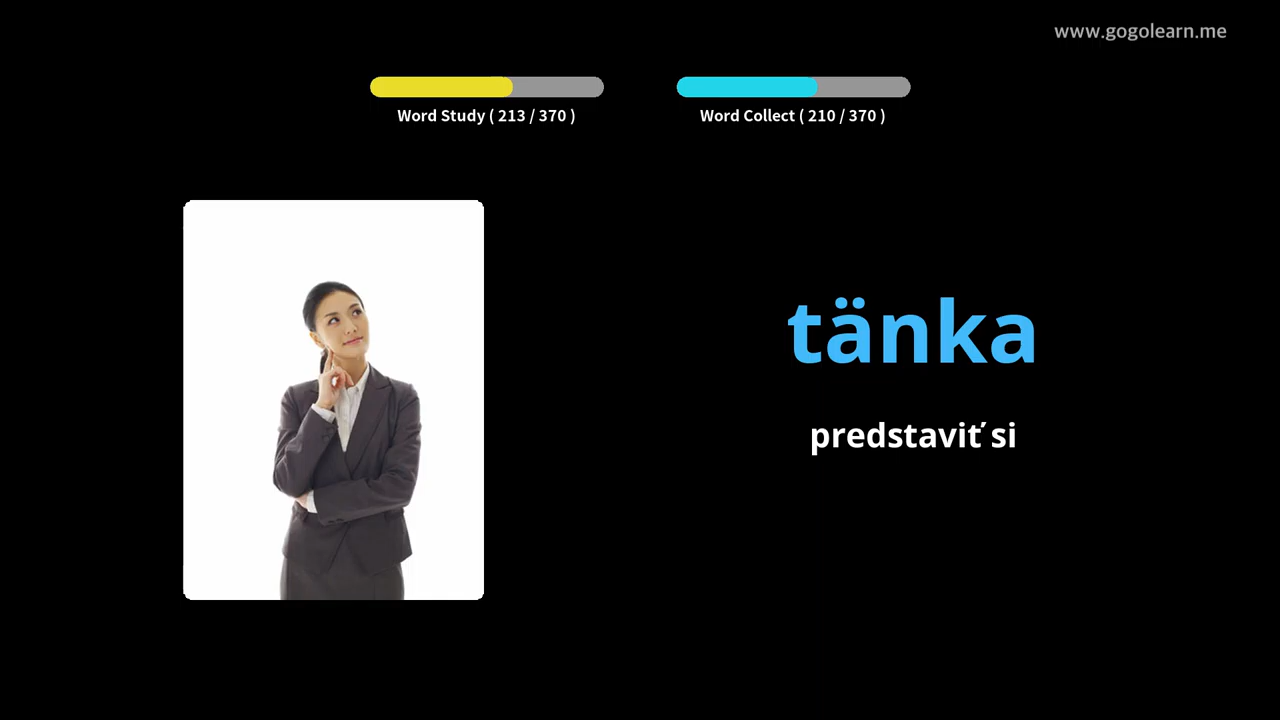 www.gogolearn.me
Word Study ( 213 / 370 )
Word Collect ( 210 / 370 )
tänka
predstaviť si